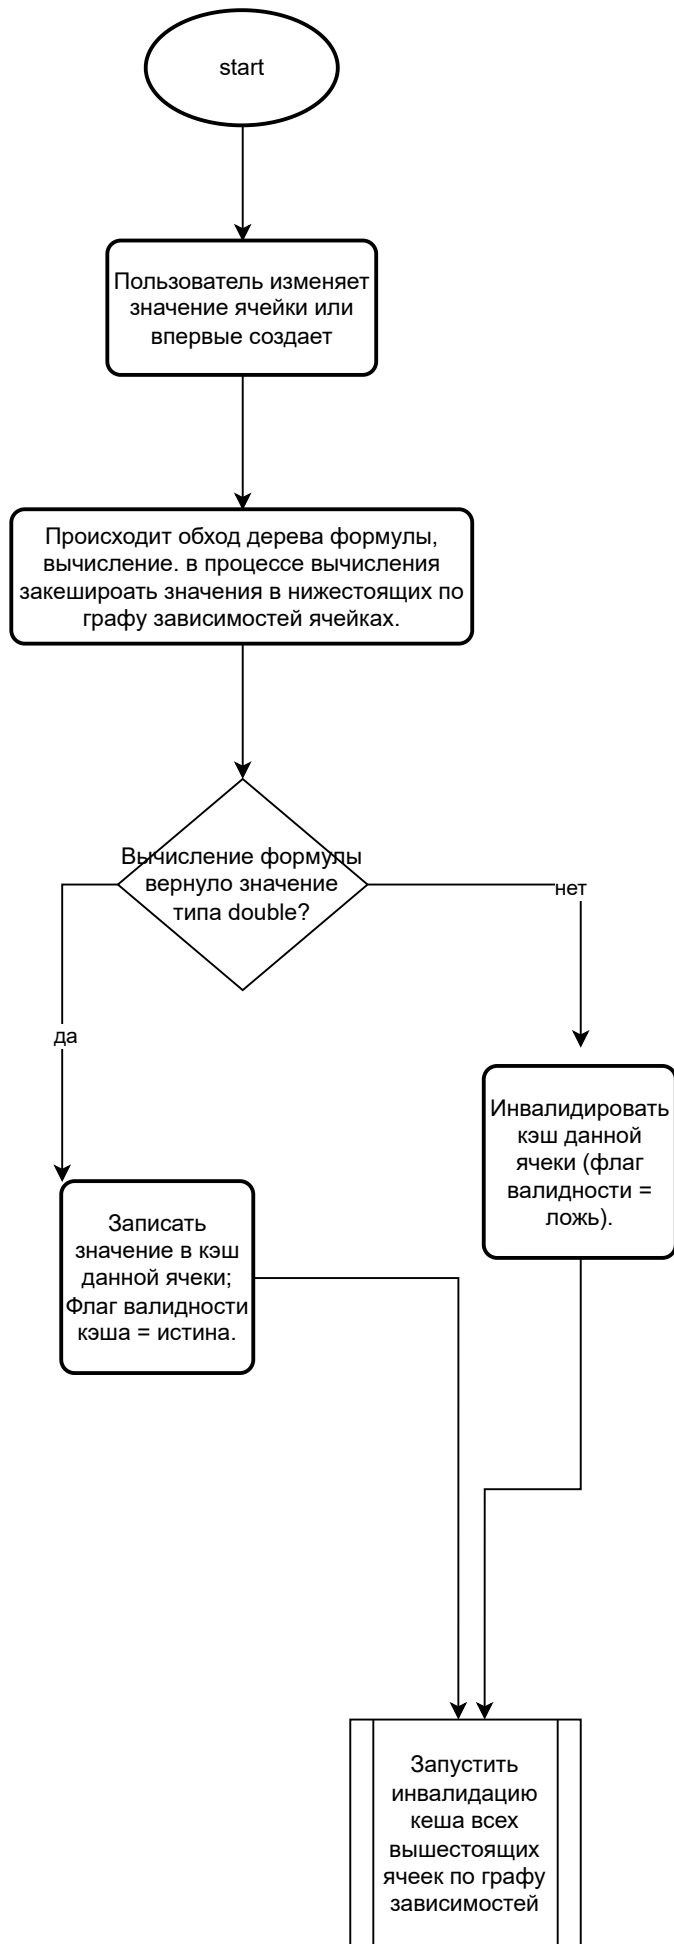 start
Пользователь изменяет
значение ячейки или
впервые создает
Происходит обход дерева формулы,
вычисление. в процессе вычисления
закешироать значения в нижестоящих по
графу зависимостей ячейках.
Вычисление формулы
вернуло значение
типа double?
нет
да
Инвалидировать
кэш данной
ячеки (флаг
валидности =
ложь).
Записать
значение в кэш
данной ячеки;
Флаг валидности
кэша = истина.
Запустить
инвалидацию
кеша всех
вышестоящих
ячеек по графу
зависимостей